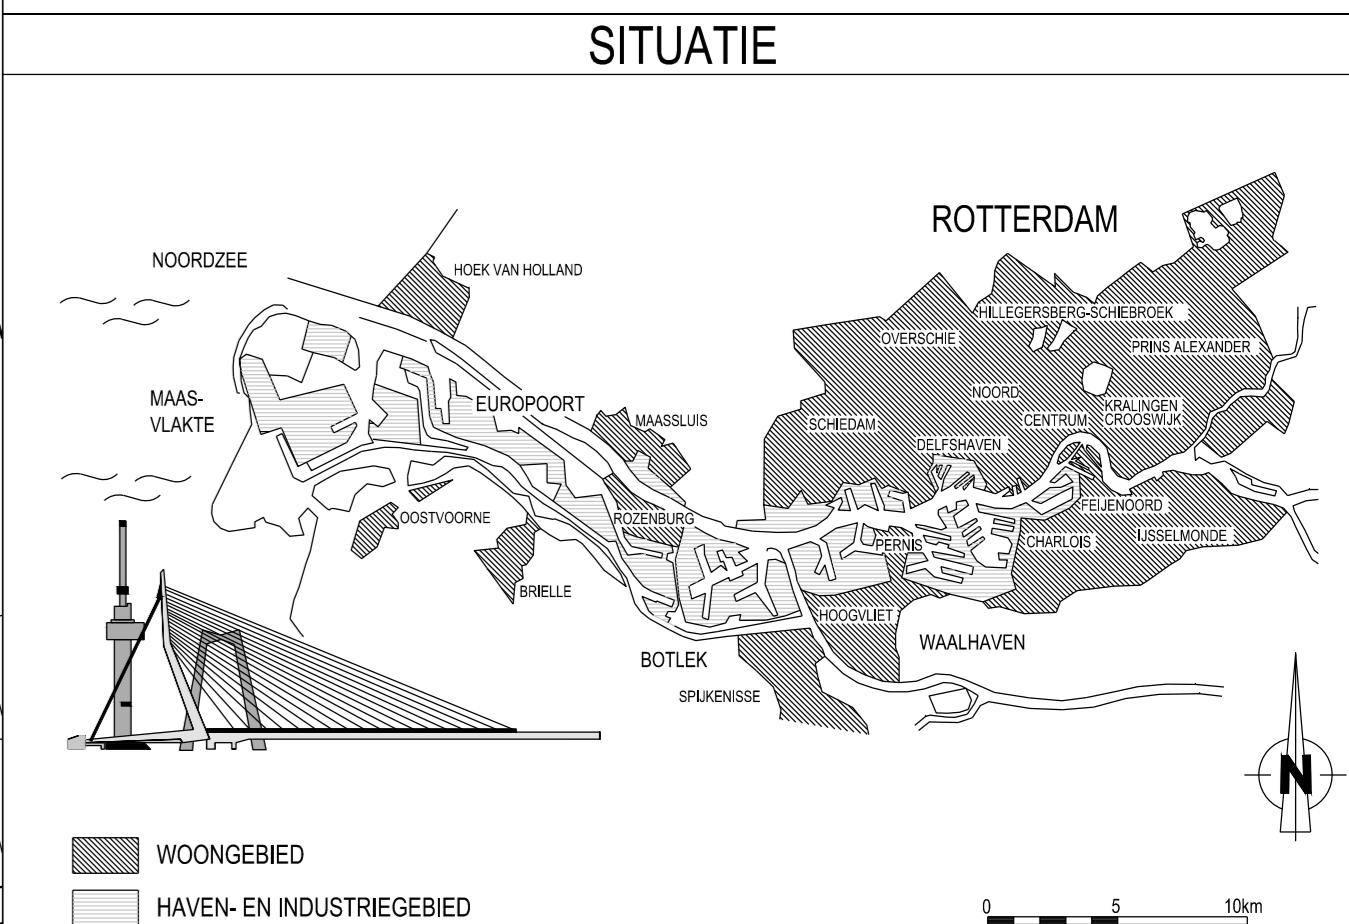 SITUATIE
ROTTERDAM
NOORDZEE
HOEK VAN HOLLAND
HILLEGERSBERG-SCHIEBROEK
OVERSCHIE
PRINS ALEXANDER
MAAS-
VLAKTE
EUROPOORT
NOORD
KRALINGEN
CROOSWIJK
MAASSLUIS
SCHIEDAM
CENTRUM
DELFSHAVEN
OOSTVOORNE
ROZENBURG
FEIJENOORD
PERNIS
CHARLOIS
IJSSELMONDE
BRIELLE
HOOGVLIET
WAALHAVEN
BOTLEK
SPIJKENISSE
N
WOONGEBIED
HAVEN- EN INDUSTRIEGEBIED
0 5 10km